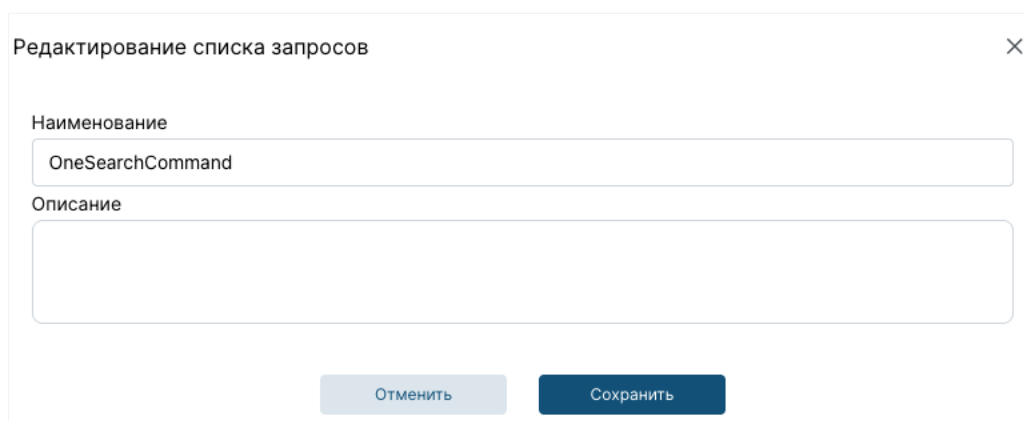 Редактирование списка запросов
Наименование
OneSearchCommand
Описание
Отменить Сохранить